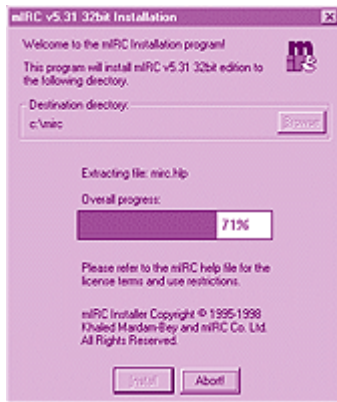 mIRC v5.31 32bit Installation
Welcome to the mIRC Installation program!
This program will install mIRC v5.31 32bit edition to
the following directory.
Destination directory:
c:\mirc
Browse
Extracting file: mirc.hlp
Overall progress:
71%
Please refer to the mIRC help file for the
license terms and use restrictions.
mIRC Installer Copyright © 1995-1998
Khaled Mardam-Bey and mIRC Co. Ltd.
All Rights Reserved.
Install
Abort!